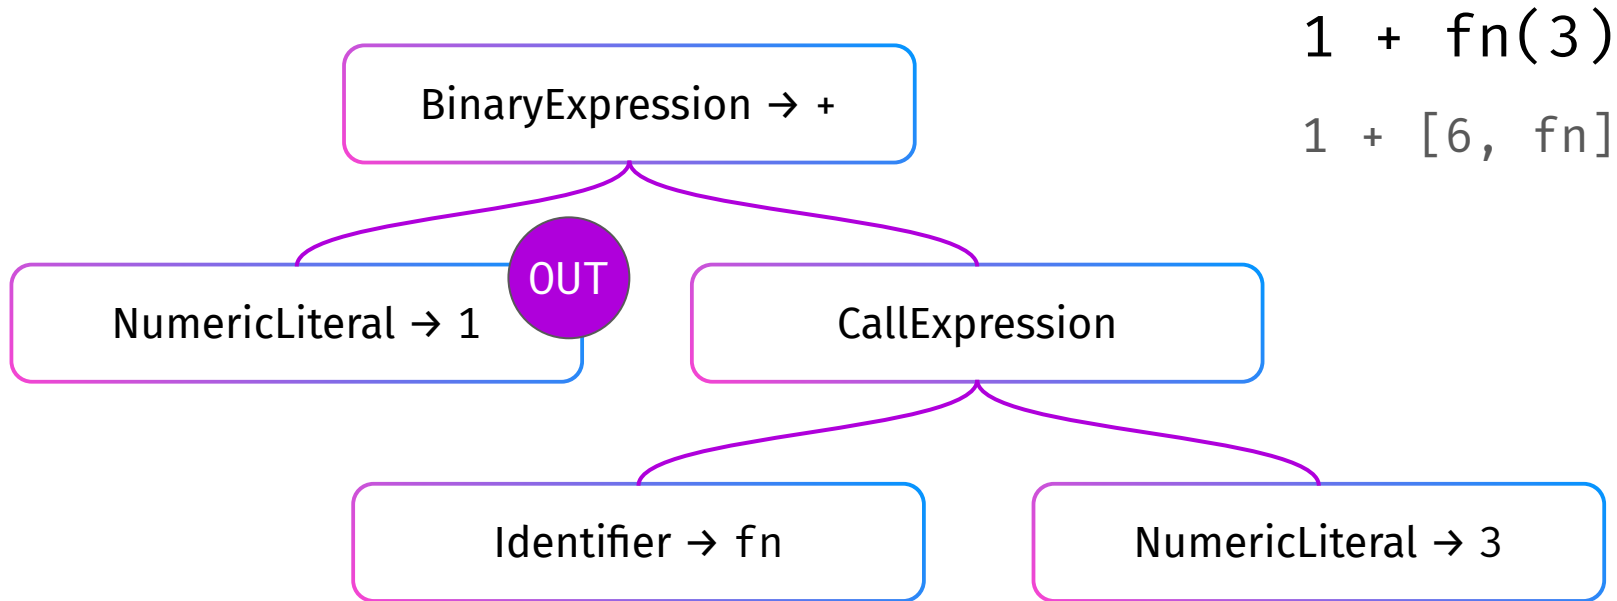 1 + fn(3)
1 + [6, fn]
BinaryExpression → +
OUT
NumericLiteral → 1
CallExpression
Identifier → fn
NumericLiteral → 3